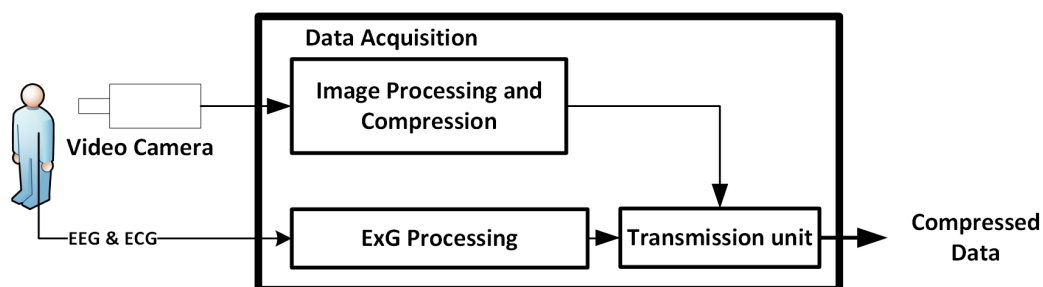 Data Acquisition
Image Processing and
Compression
Video Camera
EEG & ECG
ExG Processing
Transmission unit
Compressed
Data